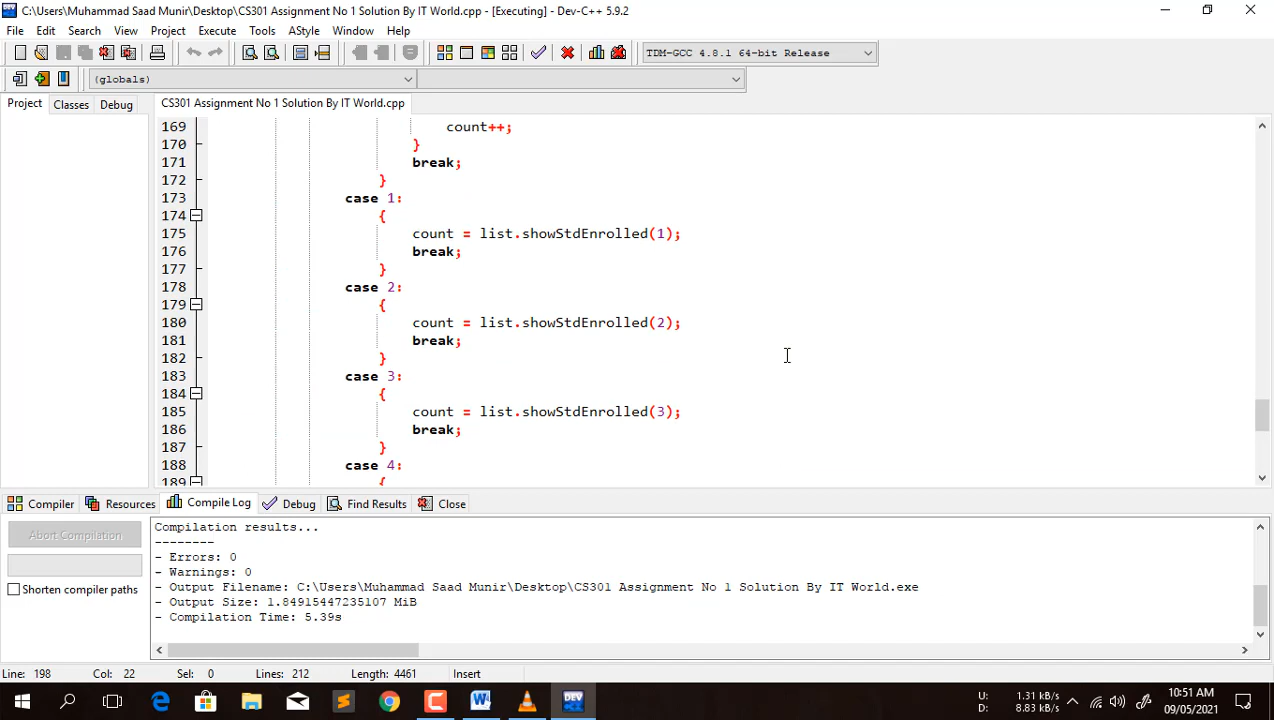 C:\Users\Muhammad Saad Munir\Desktop\CS301 Assignment No 1 Solution By IT World.cpp - [Executing] - Dev-C++ 5.9.2
File Edit Search View Project Execute Tools AStyle Window Help
TDM-GCC 4.8.1 64-bit Release
(globals)
Project Classes Debug CS301 Assignment No 1 Solution By IT World.cpp
169 count++;
170 }
171 break;
172 }
173 case 1:
174 {
175 count = list.showStdEnrolled(1);
176 break;
177 }
178 case 2:
179 {
180 count = list.showStdEnrolled(2);
181 break;
182 }
183 case 3:
184 {
185 count = list.showStdEnrolled(3);
186 break;
187 }
188 case 4:
189 {
Compiler Resources Compile Log Debug Find Results Close
Abort Compilation
Shorten compiler paths
Compilation results...
--------
- Errors: 0
- Warnings: 0
- Output Filename: C:\Users\Muhammad Saad Munir\Desktop\CS301 Assignment No 1 Solution By IT World.exe
- Output Size: 1.84915447235107 MiB
- Compilation Time: 5.39s
Line: 198 Col: 22 Sel: 0 Lines: 212 Length: 4461 Insert
U: 1.31 kB/s
D: 8.83 kB/s
10:51 AM
09/05/2021